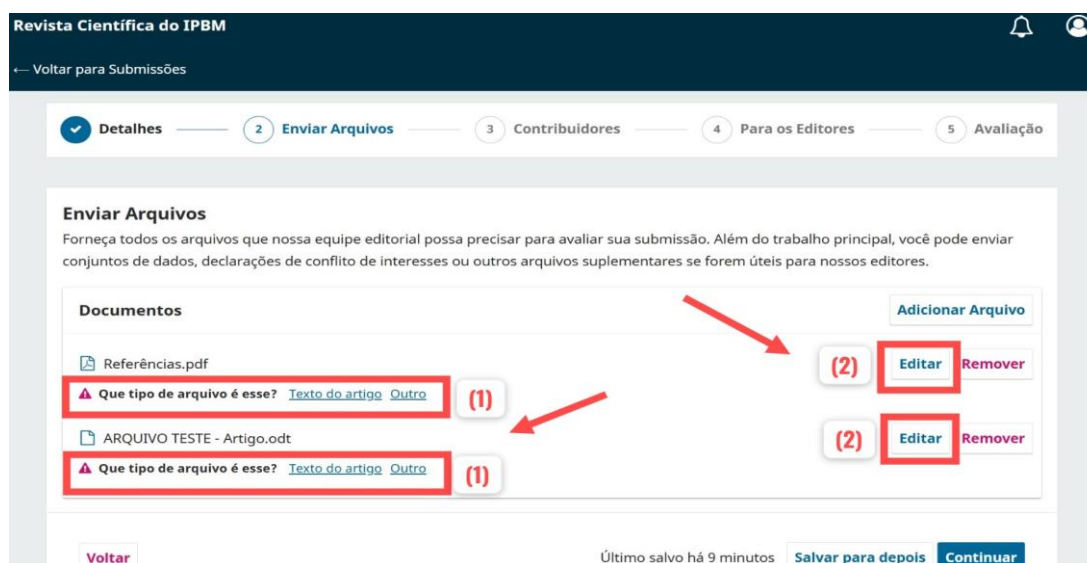 Revista Científica do IPBM
← Voltar para Submissões
Detalhes 2 Enviar Arquivos 3 Contribuidores 4 Para os Editores 5 Avaliação
Enviar Arquivos
Forneça todos os arquivos que nossa equipe editorial possa precisar para avaliar sua submissão. Além do trabalho principal, você pode enviar
conjuntos de dados, declarações de conflito de interesses ou outros arquivos suplementares se forem úteis para nossos editores.
Documentos Adicionar Arquivo
Referências.pdf (2) Editar Remover
Que tipo de arquivo é esse? Texto do artigo Outro (1)
ARQUIVO TESTE - Artigo.odt (2) Editar Remover
Que tipo de arquivo é esse? Texto do artigo Outro (1)
Voltar Último salvo há 9 minutos Salvar para depois Continuar